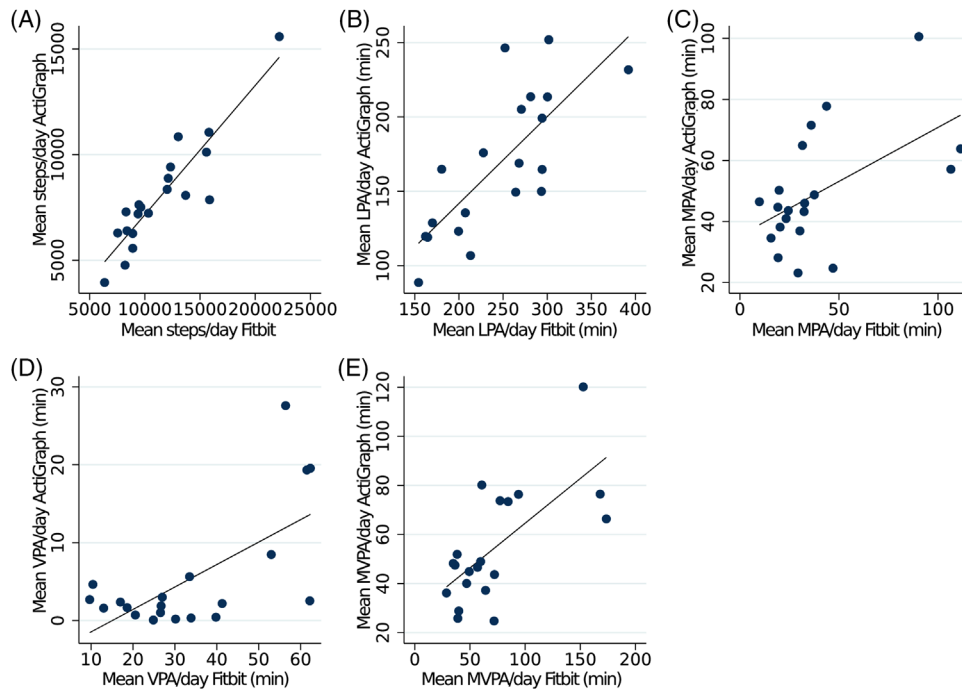 (A)
Mean steps/day ActiGraph
15000
10000
5000
5000 10000 15000 20000 25000
Mean steps/day Fitbit
(B)
Mean LPA/day ActiGraph (min)
250
200
150
100
150 200 250 300 350 400
Mean LPA/day Fitbit (min)
(C)
Mean MPA/day ActiGraph (min)
100
80
60
40
20
0 50 100
Mean MPA/day Fitbit (min)
(D)
Mean VPA/day ActiGraph (min)
30
20
10
0
10 20 30 40 50 60
Mean VPA/day Fitbit (min)
(E)
Mean MVPA/day ActiGraph (min)
120
100
80
60
40
20
0 50 100 150 200
Mean MVPA/day Fitbit (min)